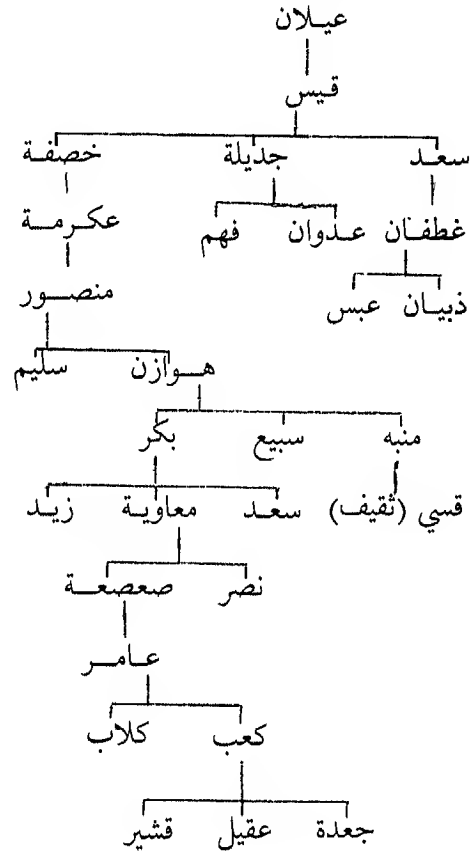 عيلان
قيس
سعد جديلة خصفة
غطفان عدوان فهم عكرمة
ذبيان عبس منصور
هوازن سليم
منبه سبيع بكر
قسي (ثقيف) سعد معاوية زيد
نصر صعصعة
عامر
كعب كلاب
جعدة عقيل قشير